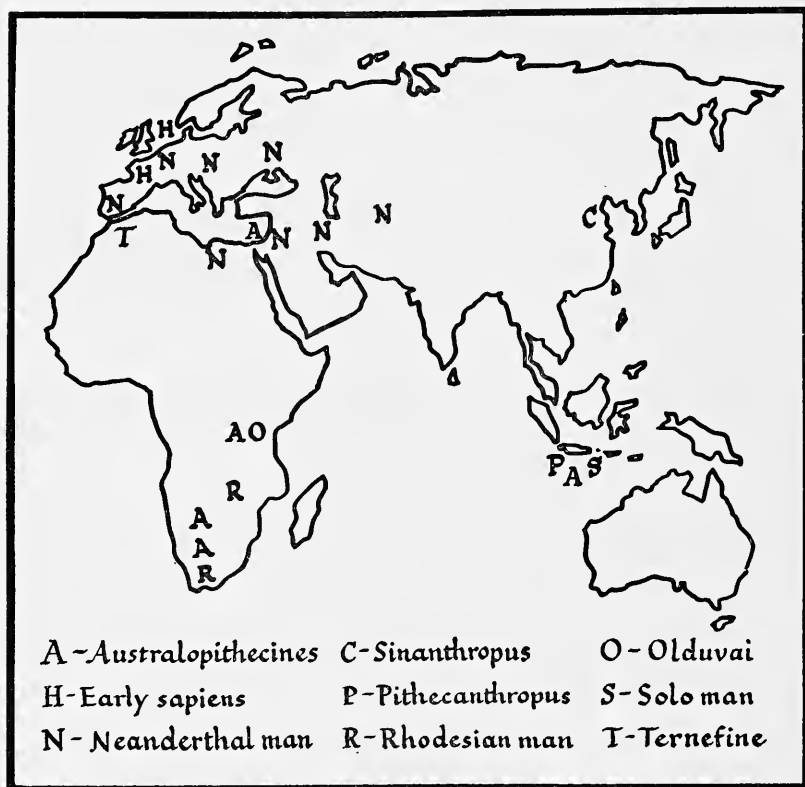 H
H N N N
N
T A N N N C
N
A O
R
P A S
A
A
R
A-Australopithecines C-Sinanthropus O-Olduvai
H-Early sapiens P-Pithecanthropus S-Solo man
N-Neanderthal man R-Rhodesian man T-Ternefine